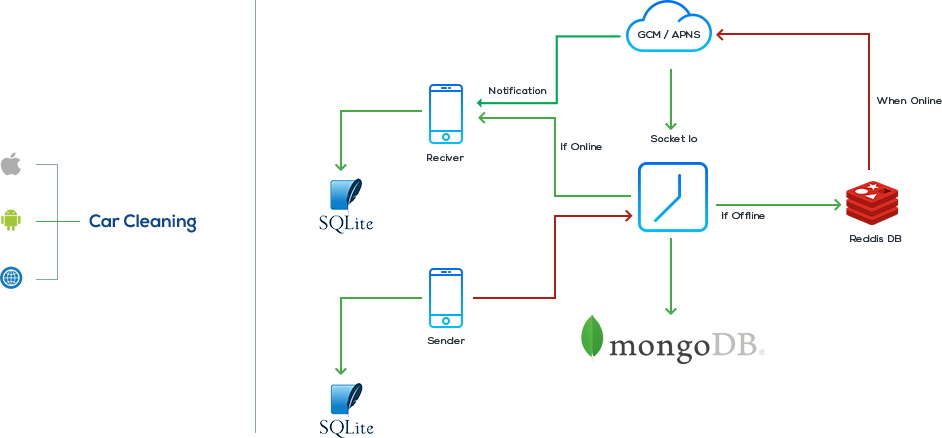 GCM / APNS
Notification
When Online
Socket Io
If Online
Reciver
Car Cleaning
SQLite
If Offline
Reddis DB
Sender
mongoDB®
SQLite